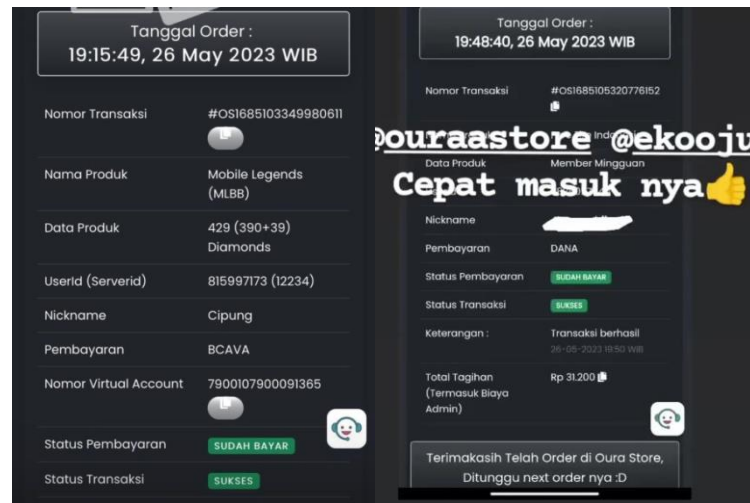 Tanggal Order :
19:15:49, 26 May 2023 WIB
Nomor Transaksi
#OS1685103349980611
Nama Produk
Mobile Legends
(MLBB)
Data Produk
429 (390+39)
Diamonds
UserId (Serverid)
815997173 (12234)
Nickname
Cipung
Pembayaran
BCAVA
Nomor Virtual Account
7900107900091365
Status Pembayaran
SUDAH BAYAR
Status Transaksi
SUKSES
Tanggal Order :
19:48:40, 26 May 2023 WIB
Nomor Transaksi
#OS1685105320776152
@ouraastore @ekooju
Data Produk
Member Mingguan
Cepat masuk nya👍
Nickname
Pembayaran
DANA
Status Pembayaran
SUDAH BAYAR
Status Transaksi
SUKSES
Keterangan :
Transaksi berhasil
26-05-2023 19:50 WIB
Total Tagihan
(Termasuk Biaya
Admin)
Rp 31.200
Terimakasih Telah Order di Oura Store,
Ditunggu next order nya :D